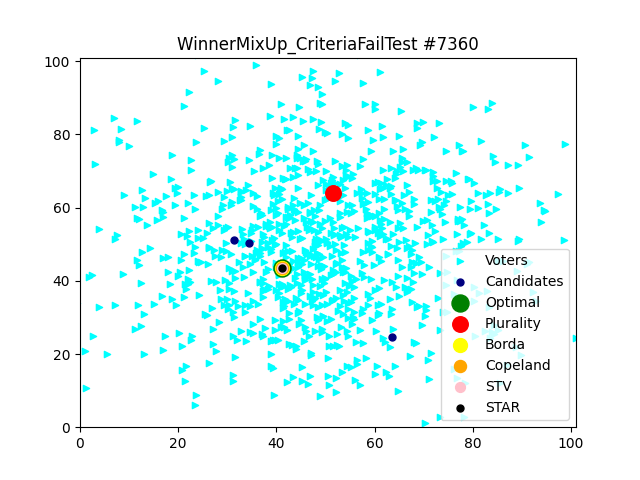 WinnerMixUp_CriteriaFailTest #7360
100
80
60
40
20
0
0 20 40 60 80 100
Voters
Candidates
Optimal
Plurality
Borda
Copeland
STV
STAR